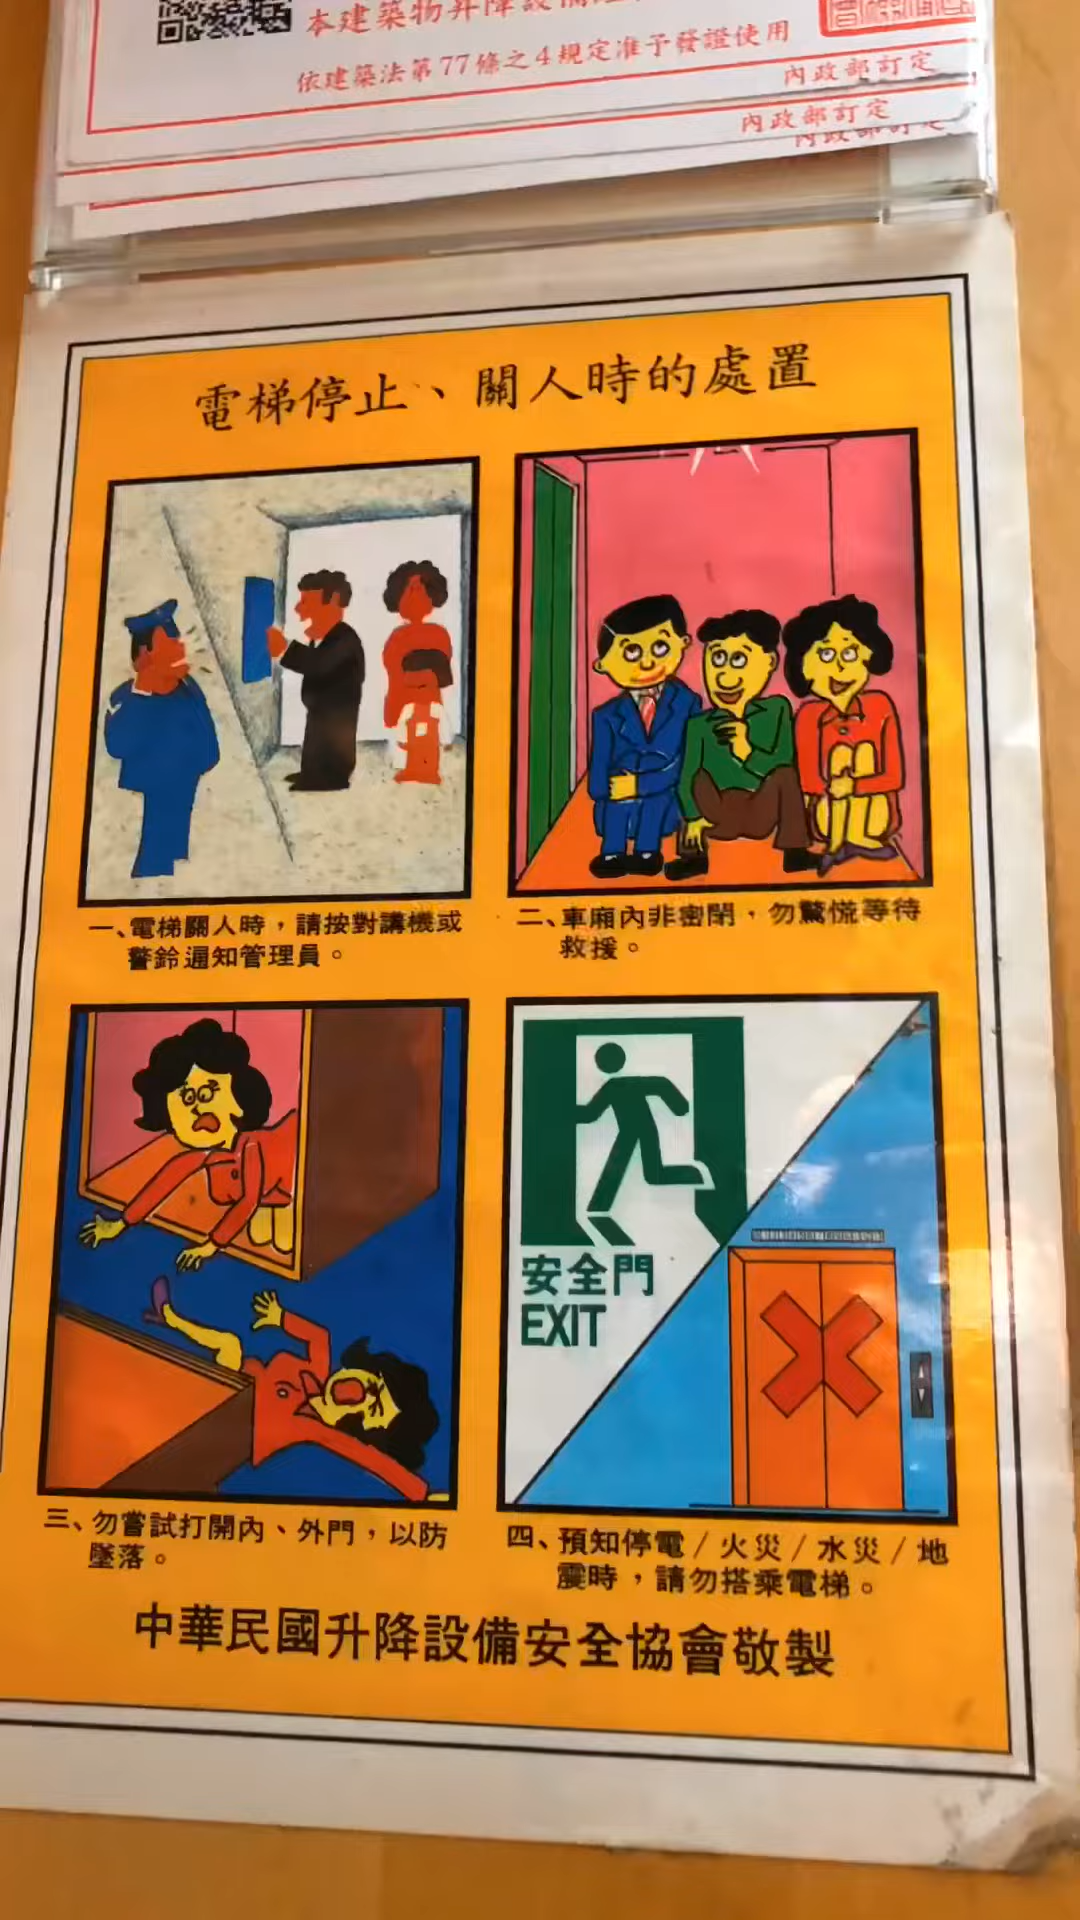 本建築物昇降設備
依建築法第77條之4規定准予發證使用
內政部訂定
內政部訂定
內政部訂定
電梯停止、關人時的處置
一、電梯關人時，請按對講機或
警鈴通知管理員。
二、車廂內非密閉，勿驚慌等待
救援。
安全門
EXIT
三、勿嘗試打開內、外門，以防
墜落。
四、預知停電/火災/水災/地
震時，請勿搭乘電梯。
中華民國升降設備安全協會敬製